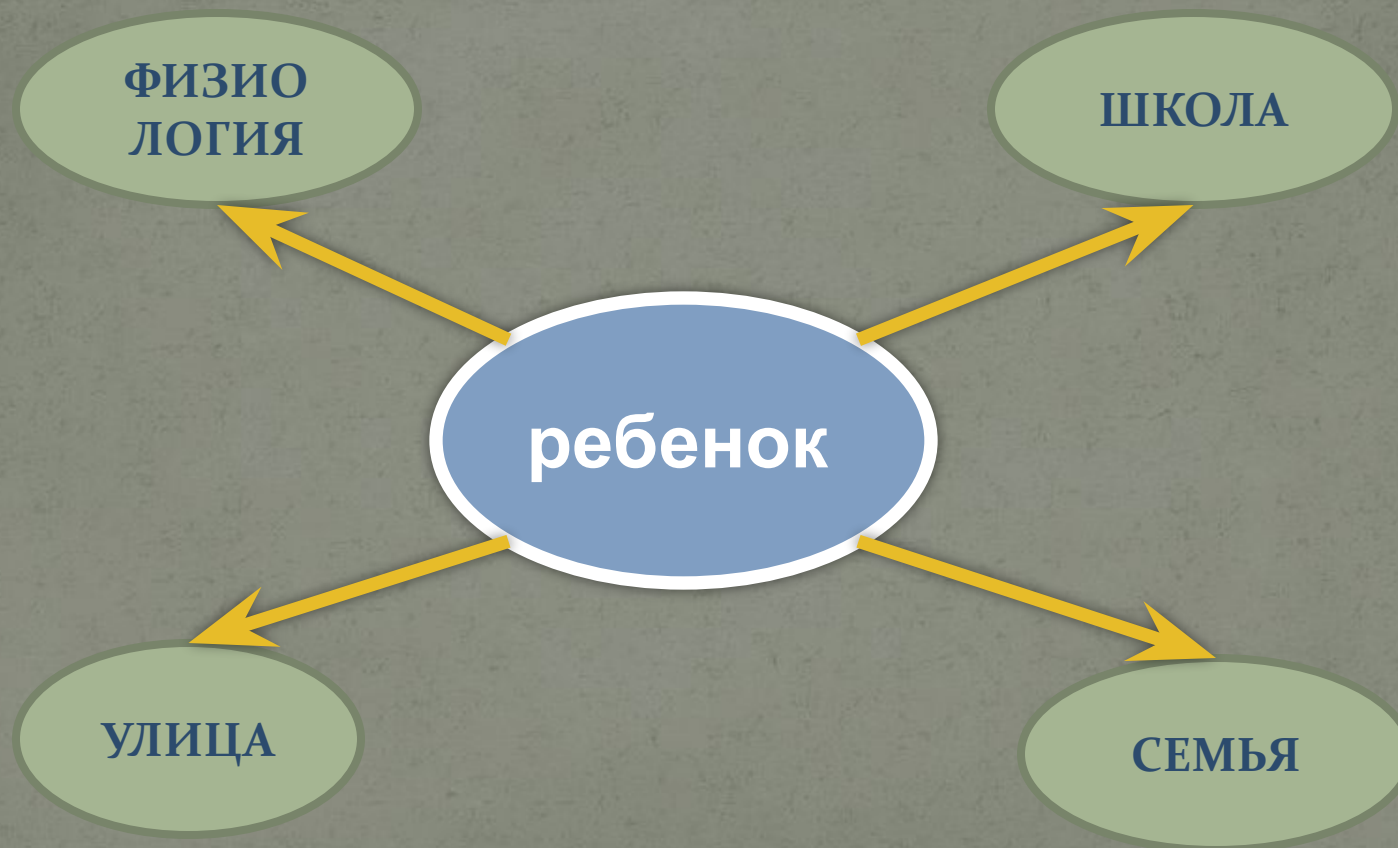 ФИЗИО
ЛОГИЯ
ШКОЛА
ребенок
УЛИЦА
СЕМЬЯ